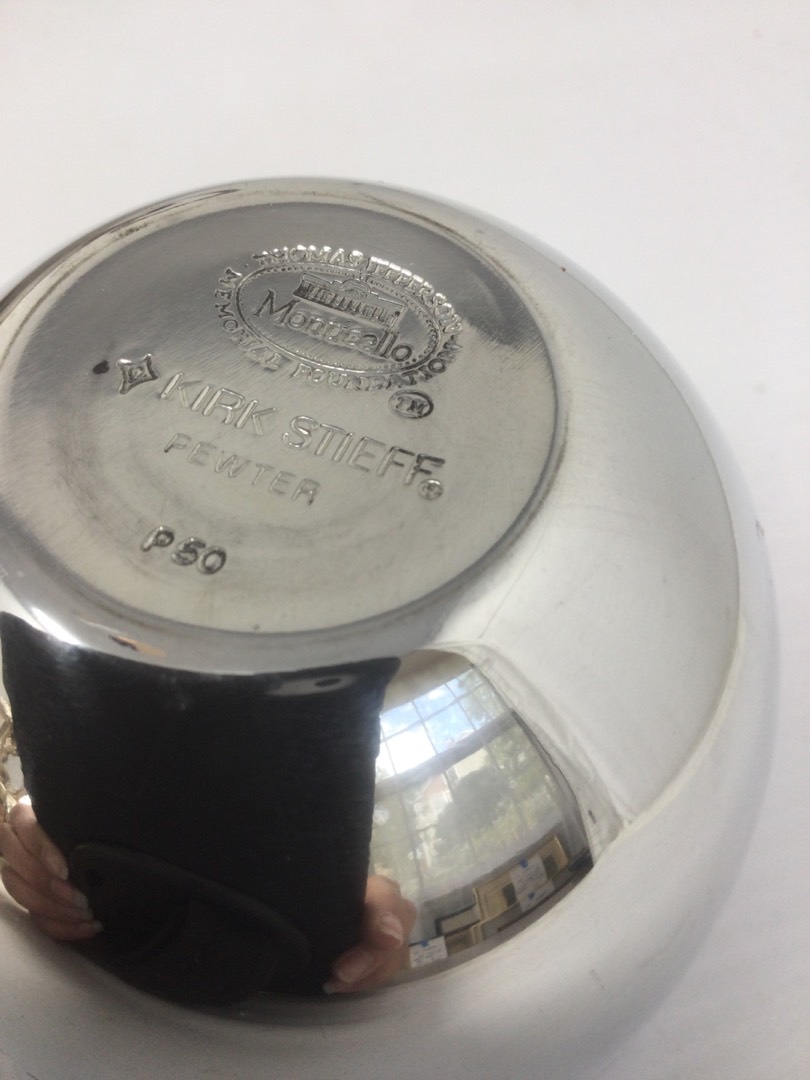 THOMAS JEFFERSON
Monticello
MEMORIAL FOUNDATION
TM
KIRK STIEFF®
PEWTER
P50